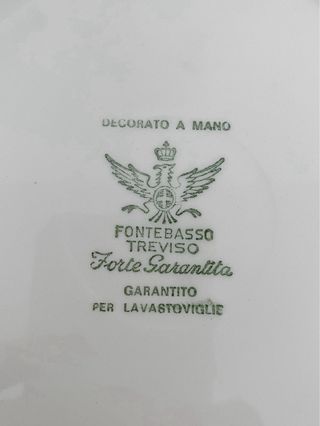 DECORATO A MANO
FONTEBASSO
TREVISO
Forte Garantita
GARANTITO
PER LAVASTOVIGLIE